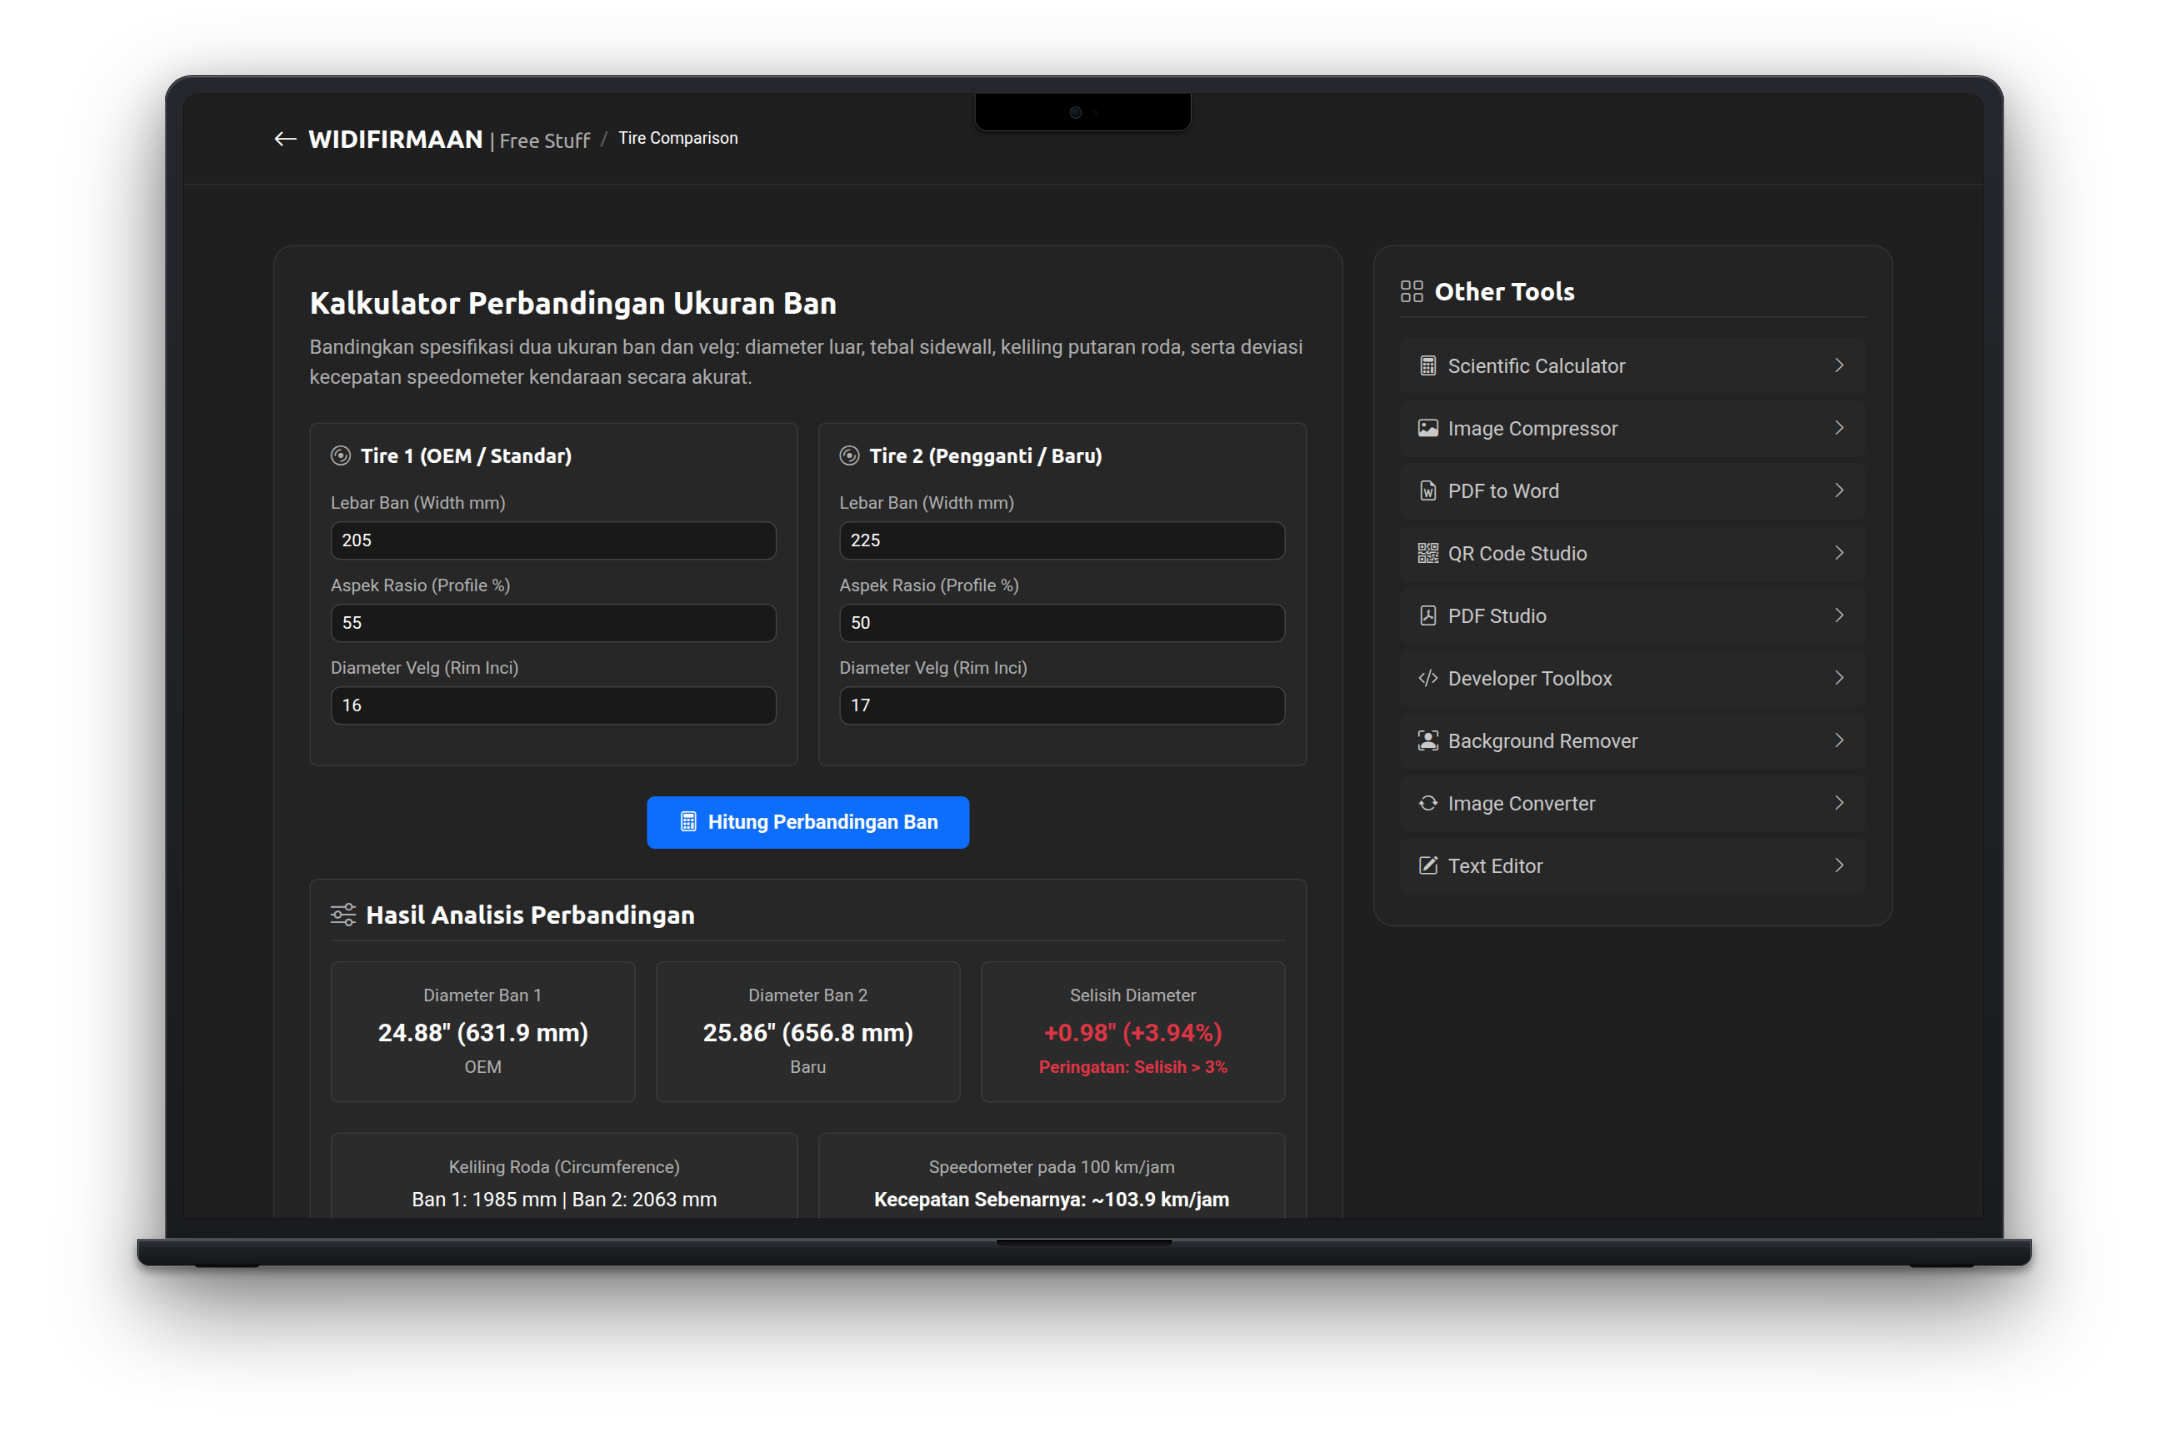 ← WIDIFIRMAAN | Free Stuff / Tire Comparison
Kalkulator Perbandingan Ukuran Ban
Bandingkan spesifikasi dua ukuran ban dan velg: diameter luar, tebal sidewall, keliling putaran roda, serta deviasi
kecepatan speedometer kendaraan secara akurat.
Tire 1 (OEM / Standar)
Lebar Ban (Width mm)
205
Aspek Rasio (Profile %)
55
Diameter Velg (Rim Inci)
16
Tire 2 (Pengganti / Baru)
Lebar Ban (Width mm)
225
Aspek Rasio (Profile %)
50
Diameter Velg (Rim Inci)
17
Hitung Perbandingan Ban
Hasil Analisis Perbandingan
Diameter Ban 1
24.88" (631.9 mm)
OEM
Diameter Ban 2
25.86" (656.8 mm)
Baru
Selisih Diameter
+0.98" (+3.94%)
Peringatan: Selisih > 3%
Keliling Roda (Circumference)
Ban 1: 1985 mm | Ban 2: 2063 mm
Speedometer pada 100 km/jam
Kecepatan Sebenarnya: ~103.9 km/jam
Other Tools
Scientific Calculator
Image Compressor
PDF to Word
QR Code Studio
PDF Studio
Developer Toolbox
Background Remover
Image Converter
Text Editor